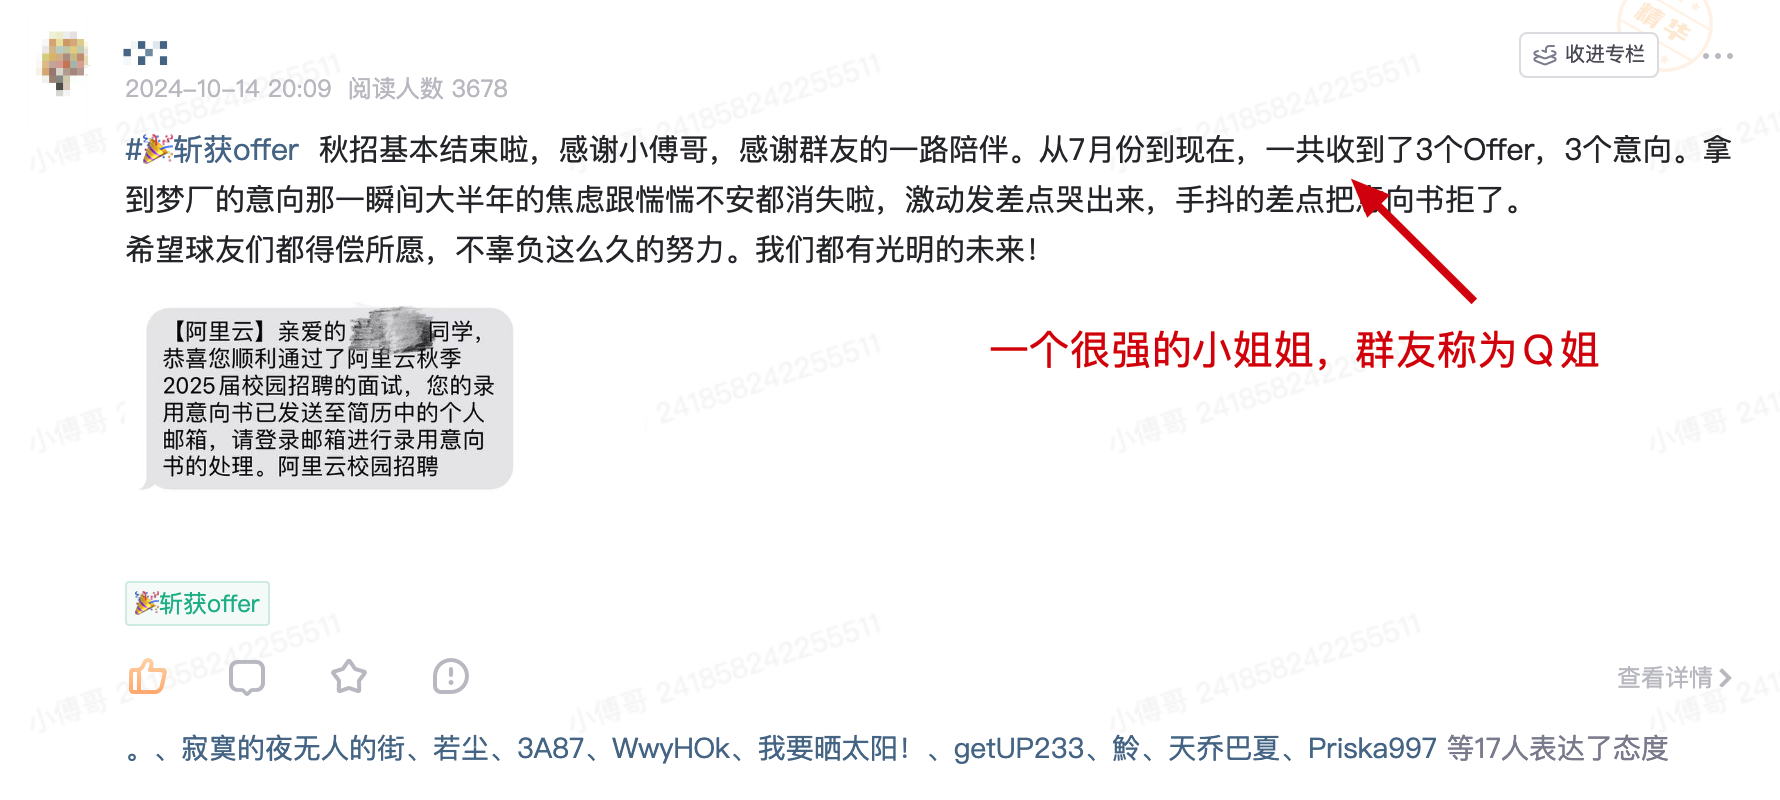 精华
收进专栏
2024-10-14 20:09 阅读人数 3678
#🎉斩获offer 秋招基本结束啦，感谢小傅哥，感谢群友的一路陪伴。从7月份到现在，一共收到了3个Offer，3个意向。拿
到梦厂的意向那一瞬间大半年的焦虑跟惴惴不安都消失啦，激动发差点哭出来，手抖的差点把意向书拒了。
希望球友们都得偿所愿，不辜负这么久的努力。我们都有光明的未来！
一个很强的小姐姐，群友称为Q姐
【阿里云】亲爱的 同学，
恭喜您顺利通过了阿里云秋季
2025届校园招聘的面试，您的录
用意向书已发送至简历中的个人
邮箱，请登录邮箱进行录用意向
书的处理。阿里云校园招聘
🎉斩获offer
查看详情
。、寂寞的夜无人的街、若尘、3A87、WwyHOk、我要晒太阳！、getUP233、鮗、天乔巴夏、Priska997 等17人表达了态度
小傅哥 241858242255511